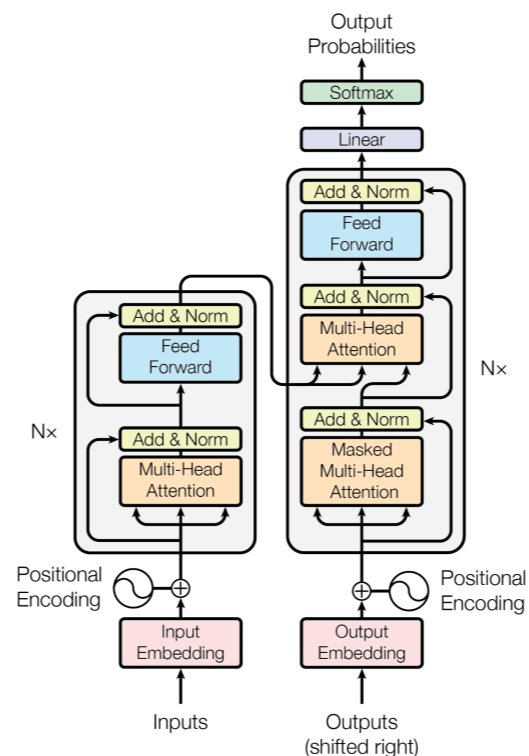 Output
Probabilities
Softmax
Linear
Add & Norm
Feed
Forward
Add & Norm
Multi-Head
Attention
Add & Norm
Masked
Multi-Head
Attention
N×
Add & Norm
Feed
Forward
Add & Norm
Multi-Head
Attention
N×
Positional
Encoding
Positional
Encoding
Input
Embedding
Output
Embedding
Inputs
Outputs
(shifted right)